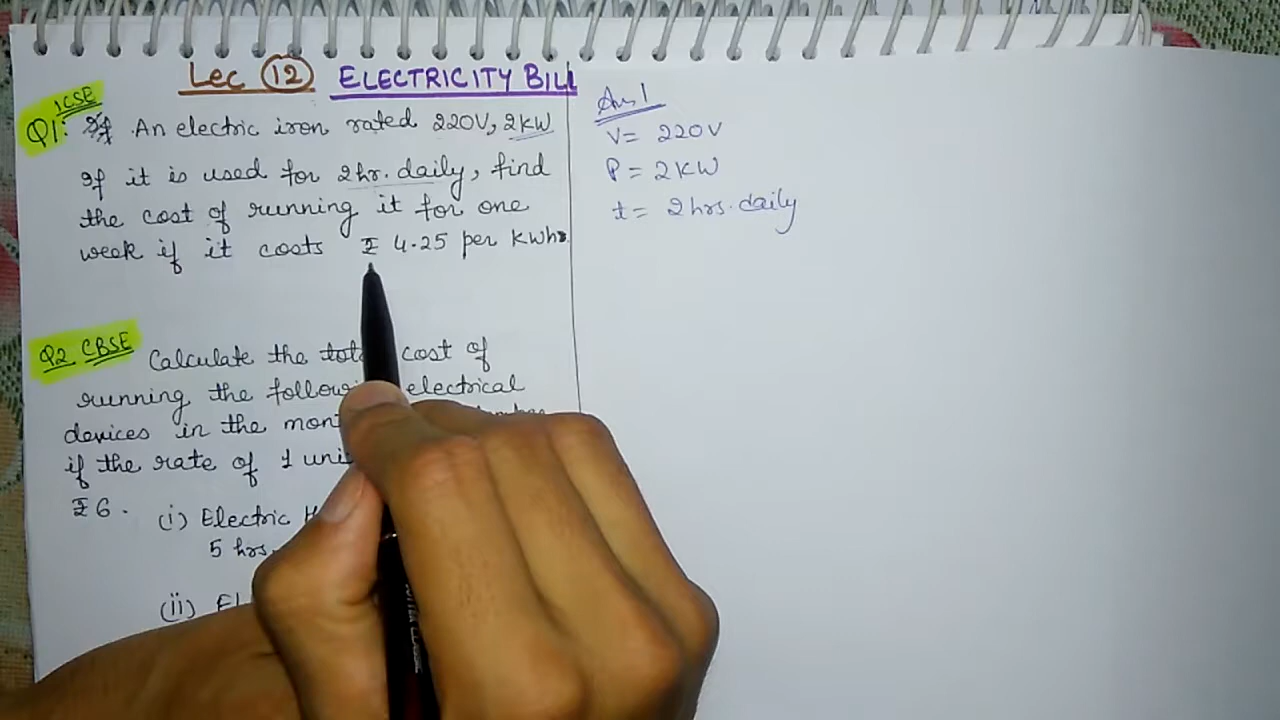 Lec 12 ELECTRICITY BILL
ICSE
Q1: An electric iron rated 220V, 2KW
If it is used for 2hr. daily, find
the cost of running it for one
week if it costs ₹ 4.25 per kwh
Q2 CBSE Calculate the total cost of
running the electrical
devices in the
if the rate of 1
₹6. (i) Electric
5 hrs.
(ii)
Ans 1
V = 220V
P = 2KW
t = 2hrs. daily